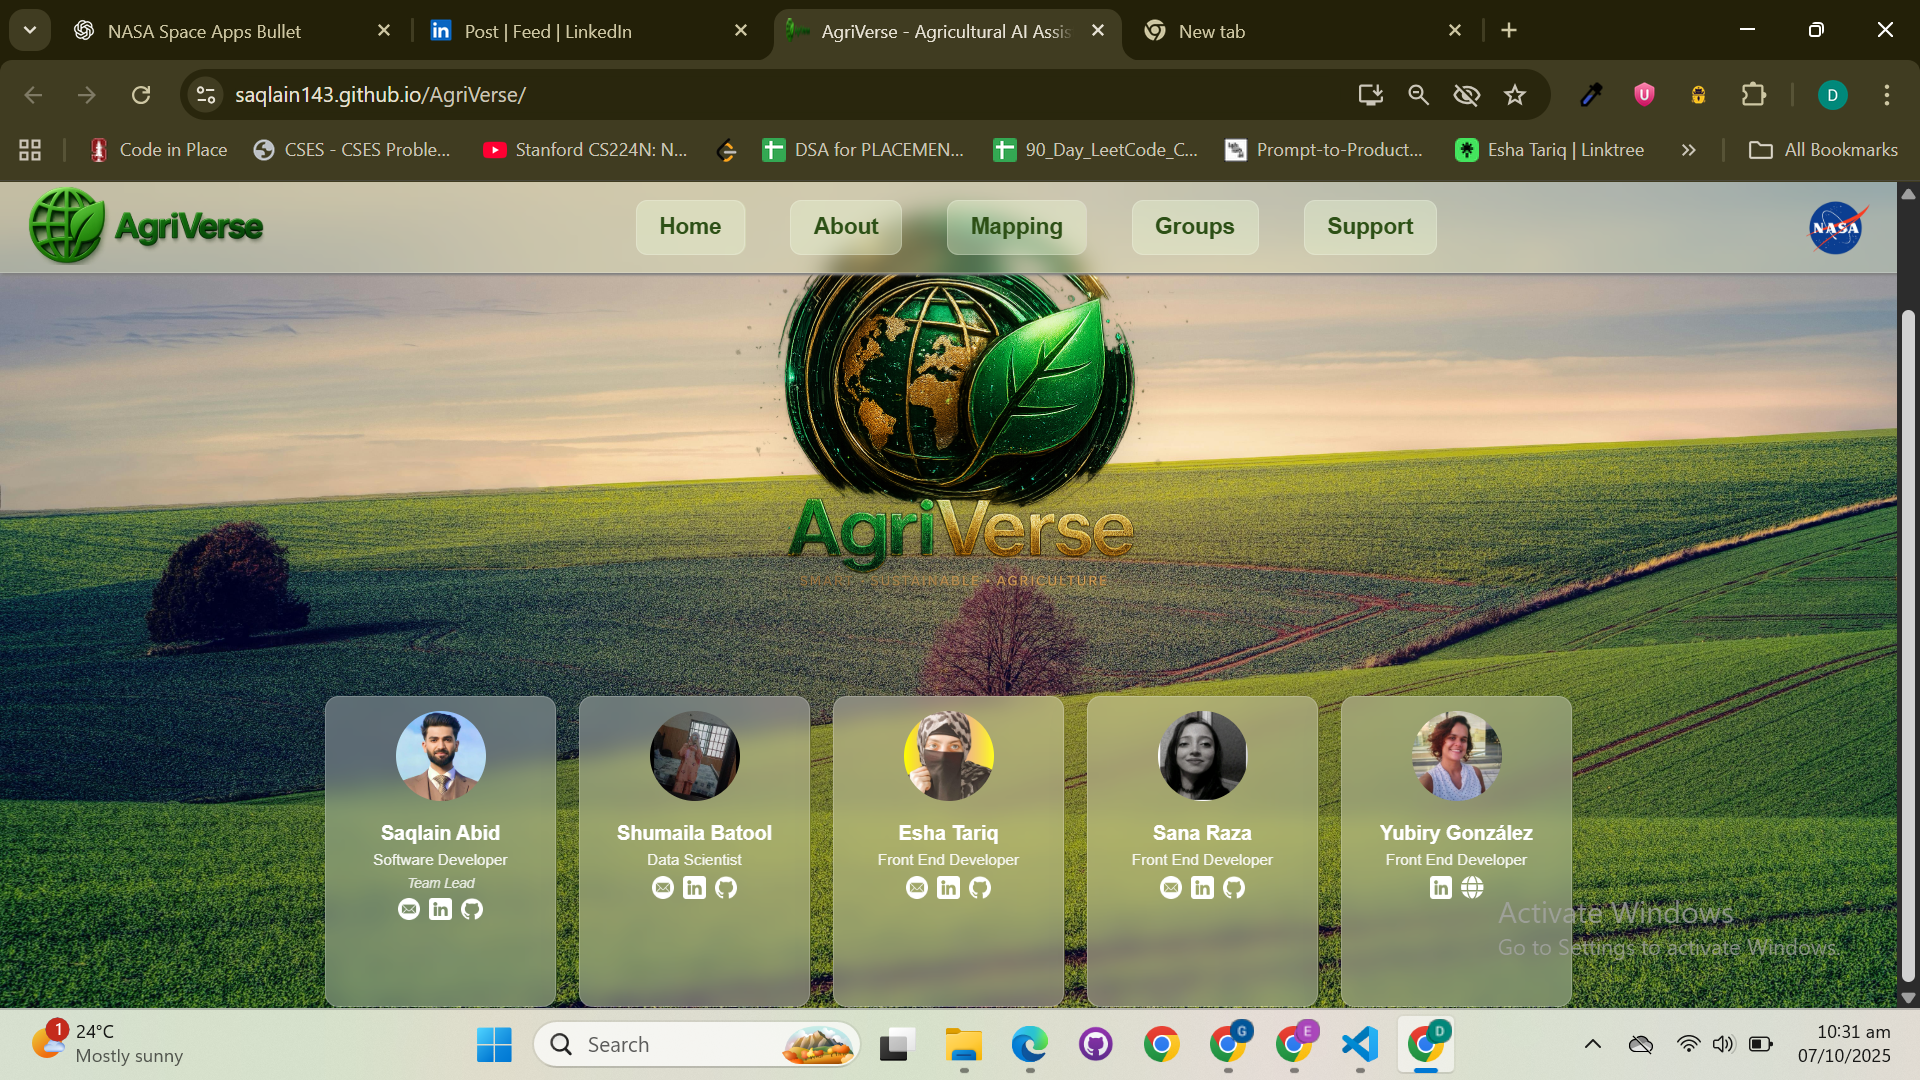 NASA Space Apps Bullet
Post | Feed | LinkedIn
AgriVerse - Agricultural AI Assis
New tab
saqlain143.github.io/AgriVerse/
D
Code in Place
CSES - CSES Proble...
Stanford CS224N: N...
DSA for PLACEMEN...
90_Day_LeetCode_C...
Prompt-to-Product...
Esha Tariq | Linktree
All Bookmarks
AgriVerse
Home
About
Mapping
Groups
Support
NASA
AgriVerse
SMART • SUSTAINABLE • AGRICULTURE
Saqlain Abid
Software Developer
Team Lead
Shumaila Batool
Data Scientist
Esha Tariq
Front End Developer
Sana Raza
Front End Developer
Yubiry González
Front End Developer
Activate Windows
Go to Settings to activate Windows.
1
24°C
Mostly sunny
Search
G
E
D
10:31 am
07/10/2025